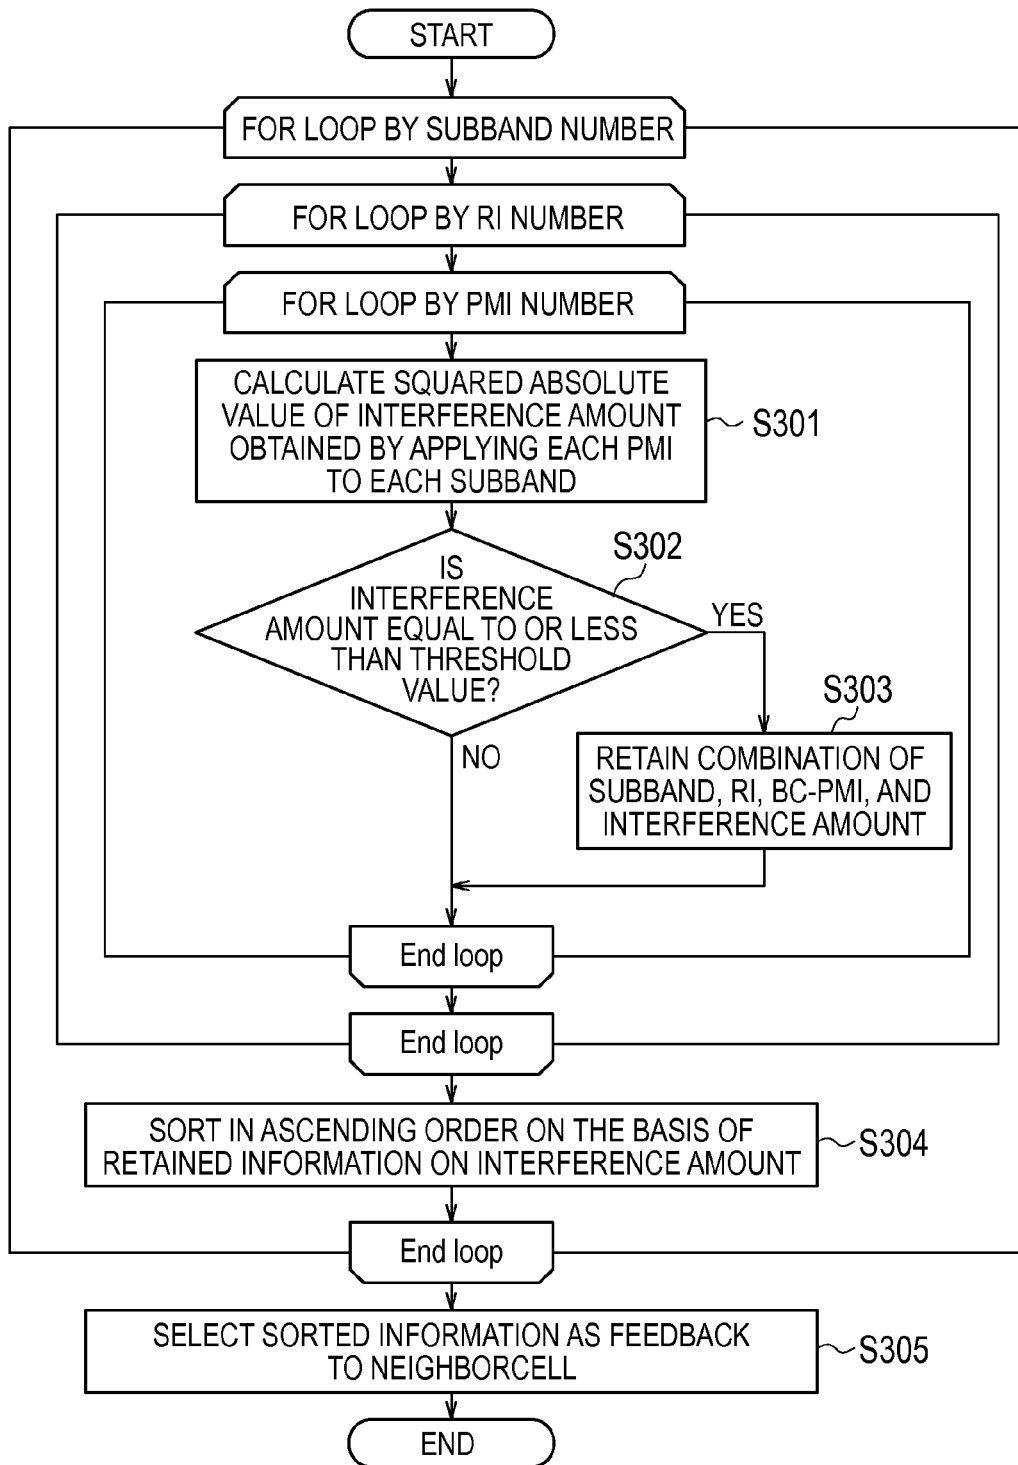 START
FOR LOOP BY SUBBAND NUMBER
FOR LOOP BY RI NUMBER
FOR LOOP BY PMI NUMBER
CALCULATE SQUARED ABSOLUTE
VALUE OF INTERFERENCE AMOUNT
OBTAINED BY APPLYING EACH PMI
TO EACH SUBBAND
S301
S302
IS
INTERFERENCE
AMOUNT EQUAL TO OR LESS
THAN THRESHOLD
VALUE?
YES
NO
S303
RETAIN COMBINATION OF
SUBBAND, RI, BC-PMI, AND
INTERFERENCE AMOUNT
End loop
End loop
SORT IN ASCENDING ORDER ON THE BASIS OF
RETAINED INFORMATION ON INTERFERENCE AMOUNT
S304
End loop
SELECT SORTED INFORMATION AS FEEDBACK
TO NEIGHBORCELL
S305
END